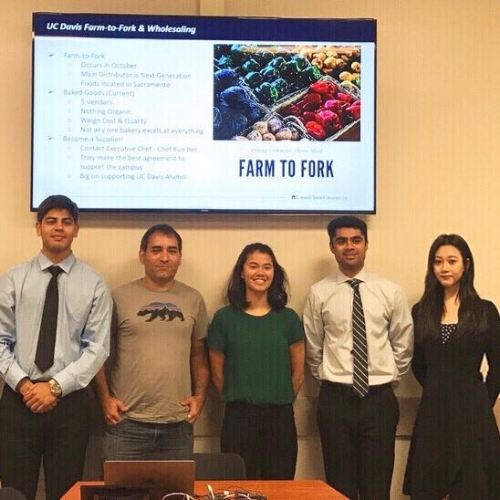 UC Davis Farm-to-Fork & Wholesaling
Farm-to-Fork
Occurs in October
Main Distributor is Next Generation
Foods located in Sacramento
Baked Goods (Current)
5 Vendors
Nothing Organic
Weigh Cost & Quality
Not any one bakery excels at everything
Become a Supplier!
Contact Executive Chef - Chef Kue Her
They make the best agreement to
support the campus
Big on supporting UC Davis Alumni
FARM TO FORK